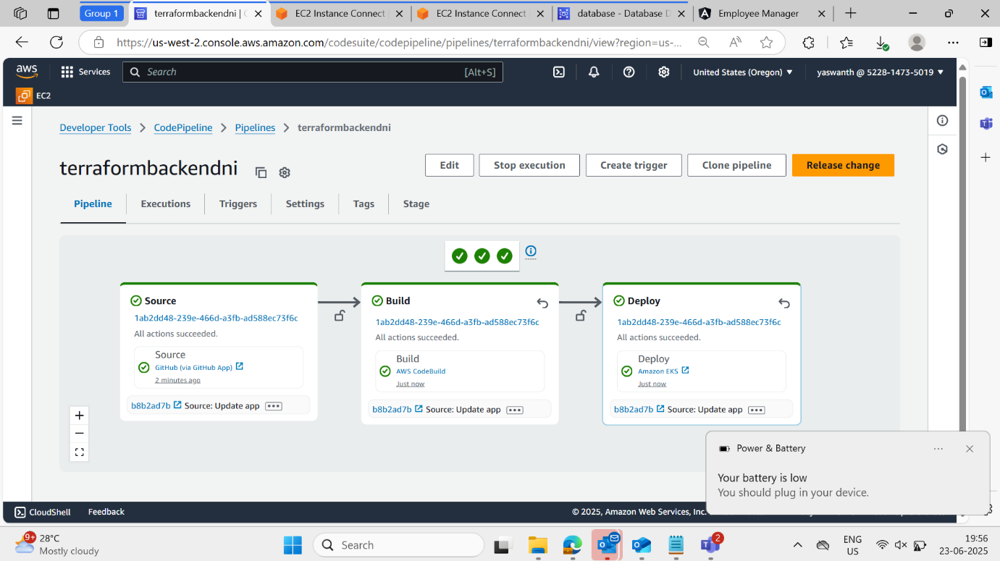 Group 1
terraformbackendni | C
EC2 Instance Connect
EC2 Instance Connect
database - Database D
Employee Manager
https://us-west-2.console.aws.amazon.com/codesuite/codepipeline/pipelines/terraformbackendni/view?region=us-...
aws
Services
Search
[Alt+S]
United States (Oregon)
yaswanth @ 5228-1473-5019
EC2
Developer Tools
CodePipeline
Pipelines
terraformbackendni
terraformbackendni
Edit
Stop execution
Create trigger
Clone pipeline
Release change
Pipeline
Executions
Triggers
Settings
Tags
Stage
Source
1ab2dd48-239e-466d-a3fb-ad588ec73f6c
All actions succeeded.
Source
GitHub (via GitHub App)
2 minutes ago
b8b2ad7b Source: Update app
Build
1ab2dd48-239e-466d-a3fb-ad588ec73f6c
All actions succeeded.
Build
AWS CodeBuild
Just now
b8b2ad7b Source: Update app
Deploy
1ab2dd48-239e-466d-a3fb-ad588ec73f6c
All actions succeeded.
Deploy
Amazon EKS
Just now
b8b2ad7b Source: Update app
Power & Battery
Your battery is low
You should plug in your device.
CloudShell
Feedback
© 2025, Amazon Web Services, Inc.
9+
28°C
Mostly cloudy
Search
2
ENG
US
19:56
23-06-2025